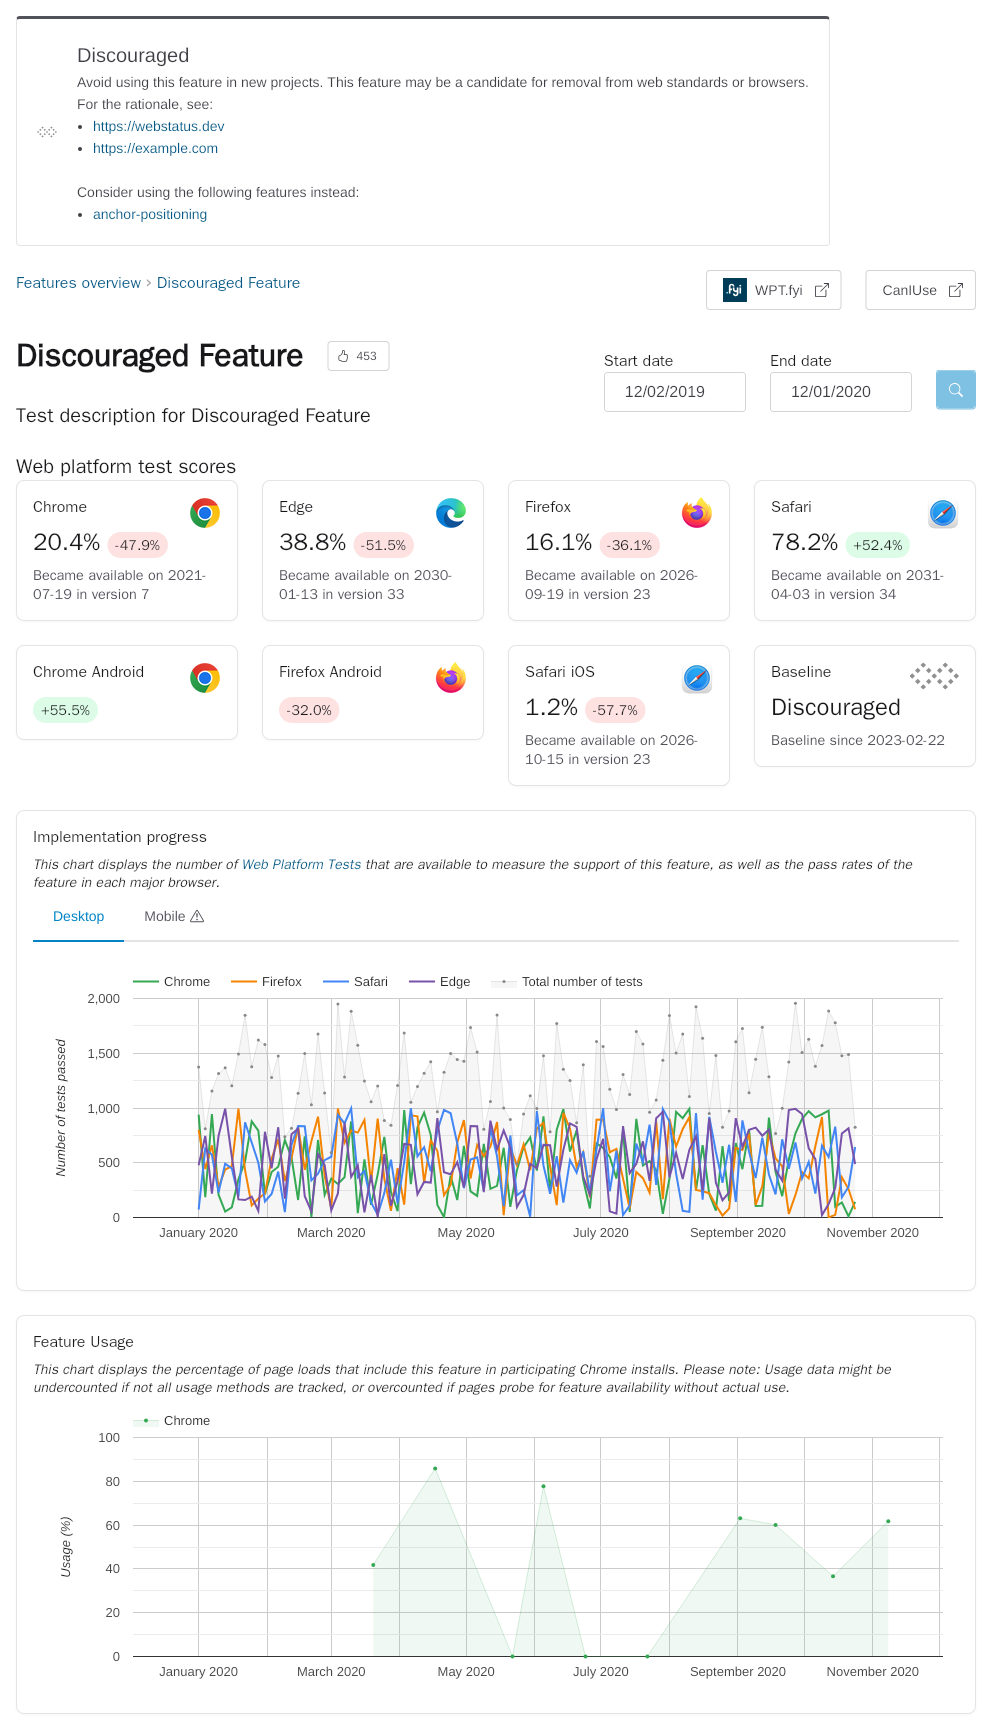 Discouraged
Avoid using this feature in new projects. This feature may be a candidate for removal from web standards or browsers.
For the rationale, see:
• https://webstatus.dev
• https://example.com
Consider using the following features instead:
• anchor-positioning
Features overview › Discouraged Feature
.fyi WPT.fyi
CanIUse
Discouraged Feature
453
Start date
End date
12/02/2019
12/01/2020
Test description for Discouraged Feature
Web platform test scores
Chrome
20.4% -47.9%
Became available on 2021-
07-19 in version 7
Edge
38.8% -51.5%
Became available on 2030-
01-13 in version 33
Firefox
16.1% -36.1%
Became available on 2026-
09-19 in version 23
Safari
78.2% +52.4%
Became available on 2031-
04-03 in version 34
Chrome Android
+55.5%
Firefox Android
-32.0%
Safari iOS
1.2% -57.7%
Became available on 2026-
10-15 in version 23
Baseline
Discouraged
Baseline since 2023-02-22
Implementation progress
This chart displays the number of Web Platform Tests that are available to measure the support of this feature, as well as the pass rates of the
feature in each major browser.
Desktop
Mobile
Chrome Firefox Safari Edge Total number of tests
Number of tests passed
2,000
1,500
1,000
500
0
January 2020 March 2020 May 2020 July 2020 September 2020 November 2020
Feature Usage
This chart displays the percentage of page loads that include this feature in participating Chrome installs. Please note: Usage data might be
undercounted if not all usage methods are tracked, or overcounted if pages probe for feature availability without actual use.
Chrome
Usage (%)
100
80
60
40
20
0
January 2020 March 2020 May 2020 July 2020 September 2020 November 2020